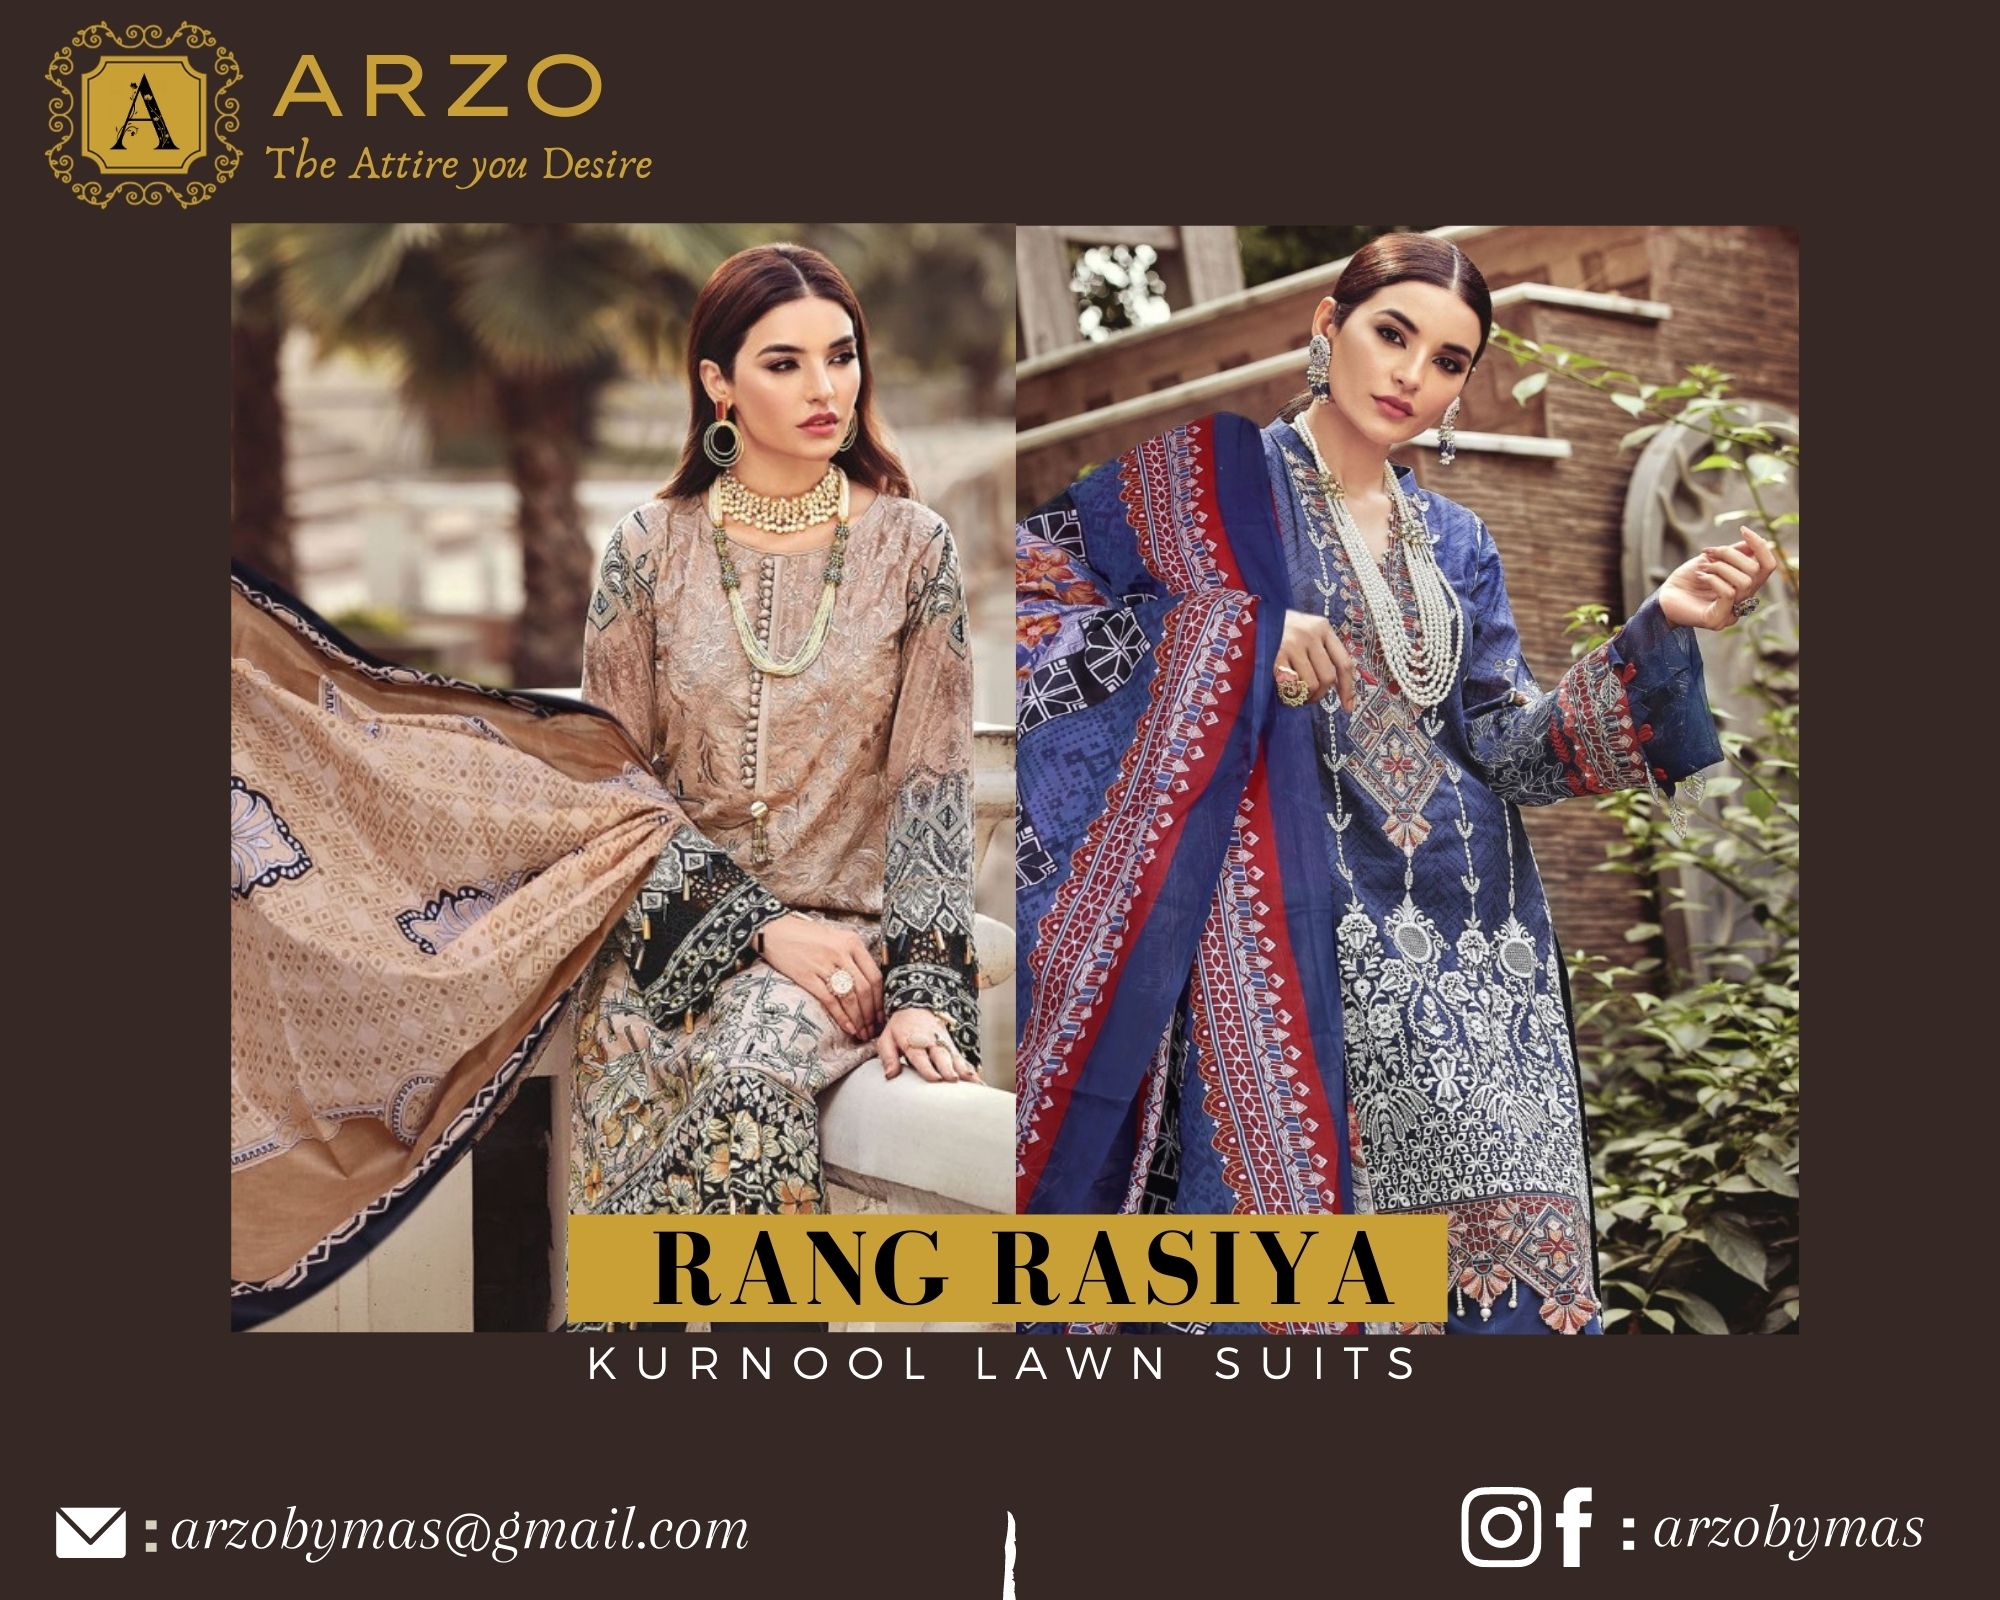 A
ARZO
The Attire you Desire
RANG RASIYA
KURNOOL LAWN SUITS
: arzobymas@gmail.com
: arzobymas